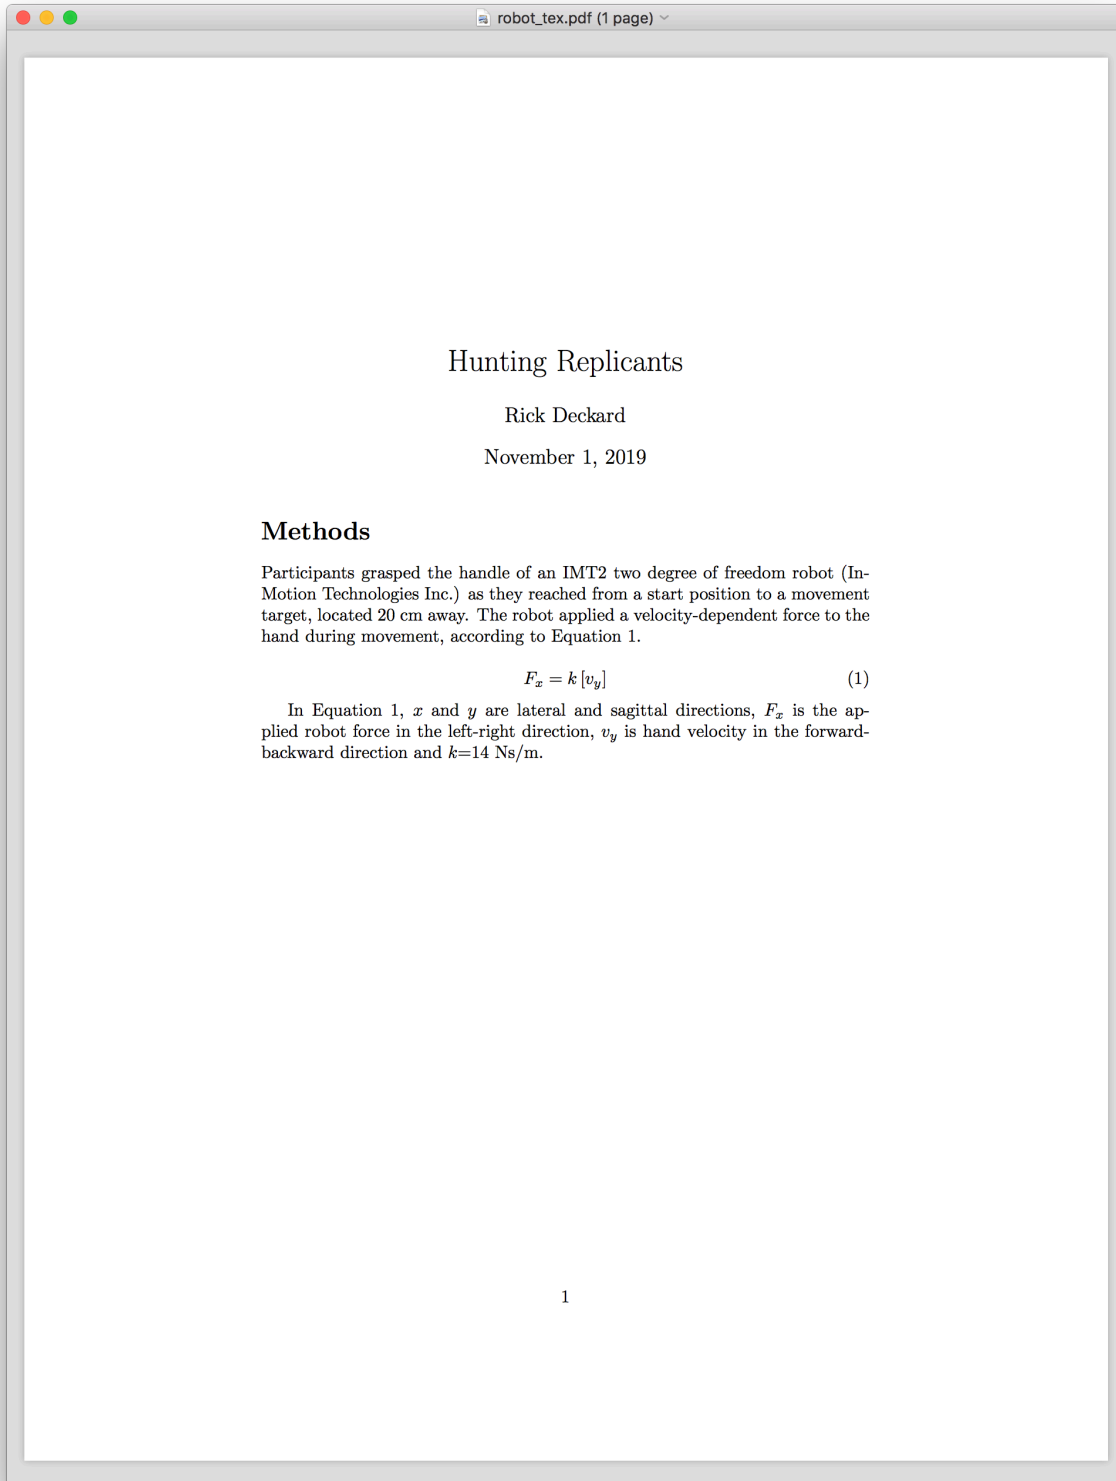 robot_tex.pdf (1 page)
Hunting Replicants
Rick Deckard
November 1, 2019
Methods
Participants grasped the handle of an IMT2 two degree of freedom robot (In-
Motion Technologies Inc.) as they reached from a start position to a movement
target, located 20 cm away. The robot applied a velocity-dependent force to the
hand during movement, according to Equation 1.
Fₓ = k [v_y] (1)
In Equation 1, x and y are lateral and sagittal directions, Fₓ is the ap-
plied robot force in the left-right direction, v_y is hand velocity in the forward-
backward direction and k=14 Ns/m.
1